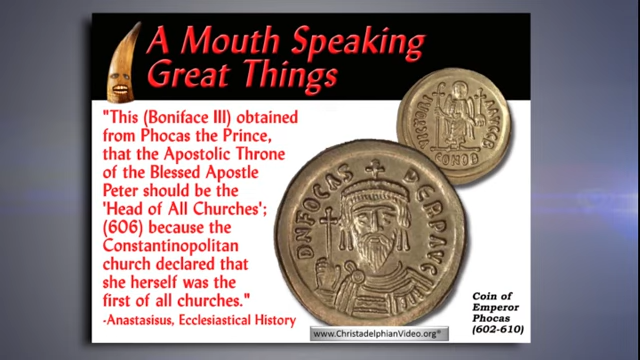 A Mouth Speaking
Great Things
"This (Boniface III) obtained
from Phocas the Prince,
that the Apostolic Throne
of the Blessed Apostle
Peter should be the
'Head of All Churches';
(606) because the
Constantinopolitan
church declared that
she herself was the
first of all churches."
-Anastasisus, Ecclesiastical History
DNFOCAS
PERPAVG
CONOB
Coin of
Emperor
Phocas
(602-610)
www.ChristadelphianVideo.org®